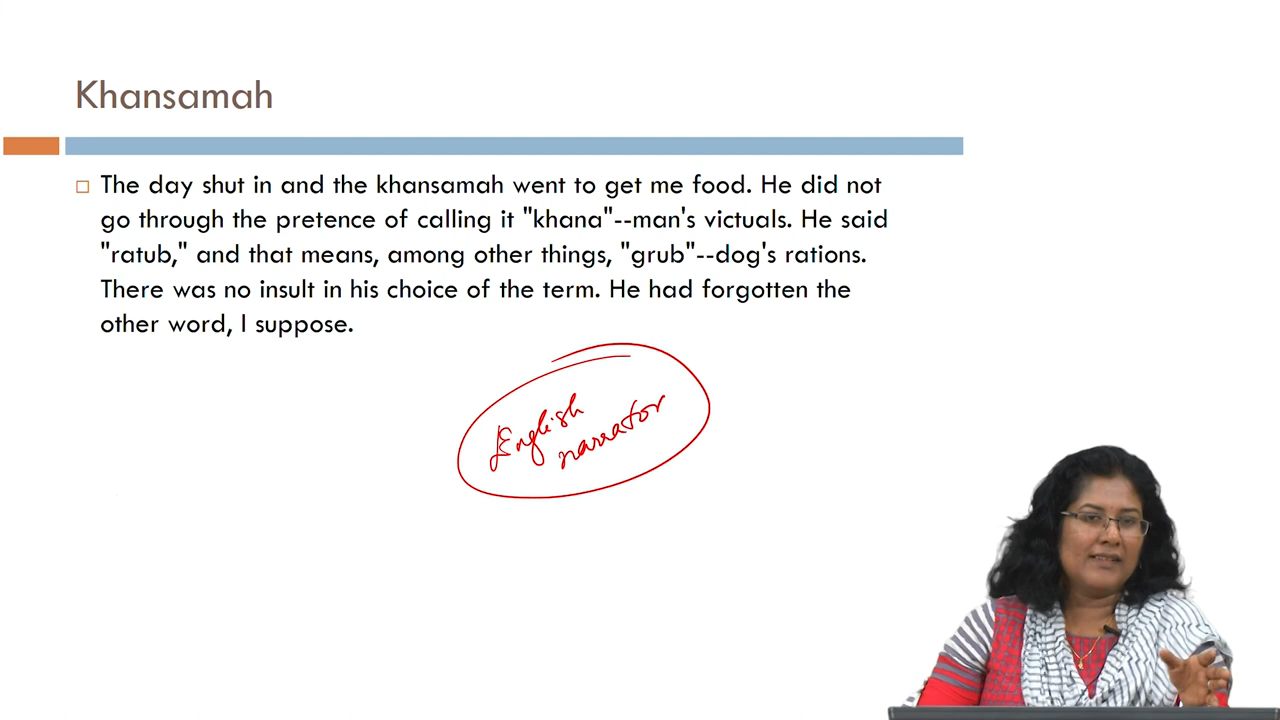 Khansamah
The day shut in and the khansamah went to get me food. He did not
go through the pretence of calling it "khana"--man's victuals. He said
"ratub," and that means, among other things, "grub"--dog's rations.
There was no insult in his choice of the term. He had forgotten the
other word, I suppose.
English
narrator